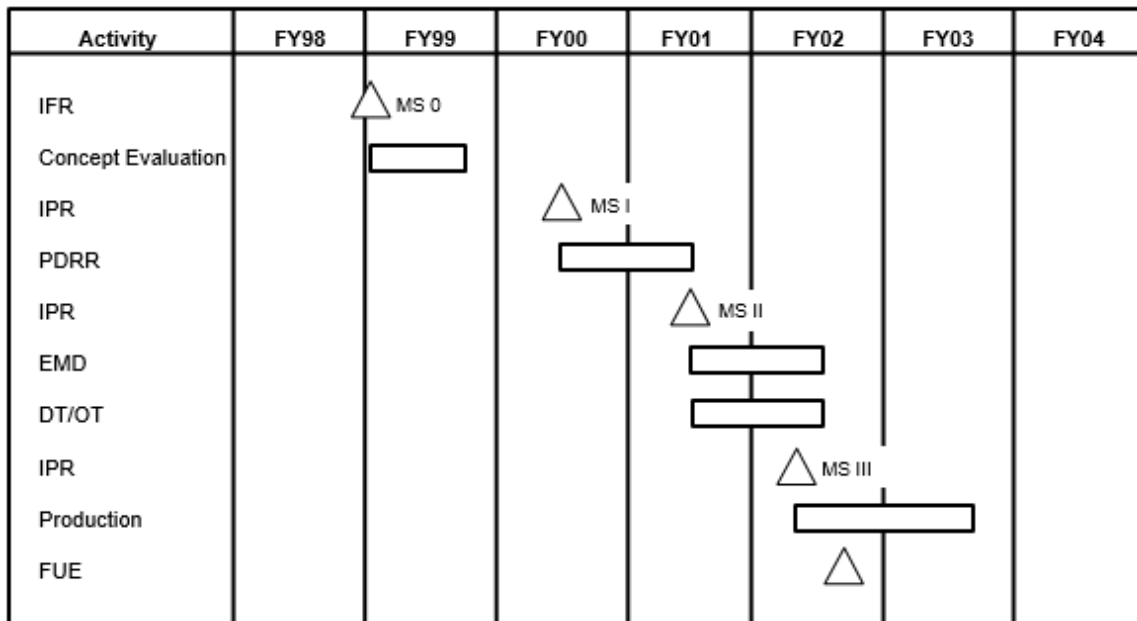 Activity FY98 FY99 FY00 FY01 FY02 FY03 FY04
IFR MS 0
Concept Evaluation
IPR MS I
PDRR
IPR MS II
EMD
DT/OT
IPR MS III
Production
FUE